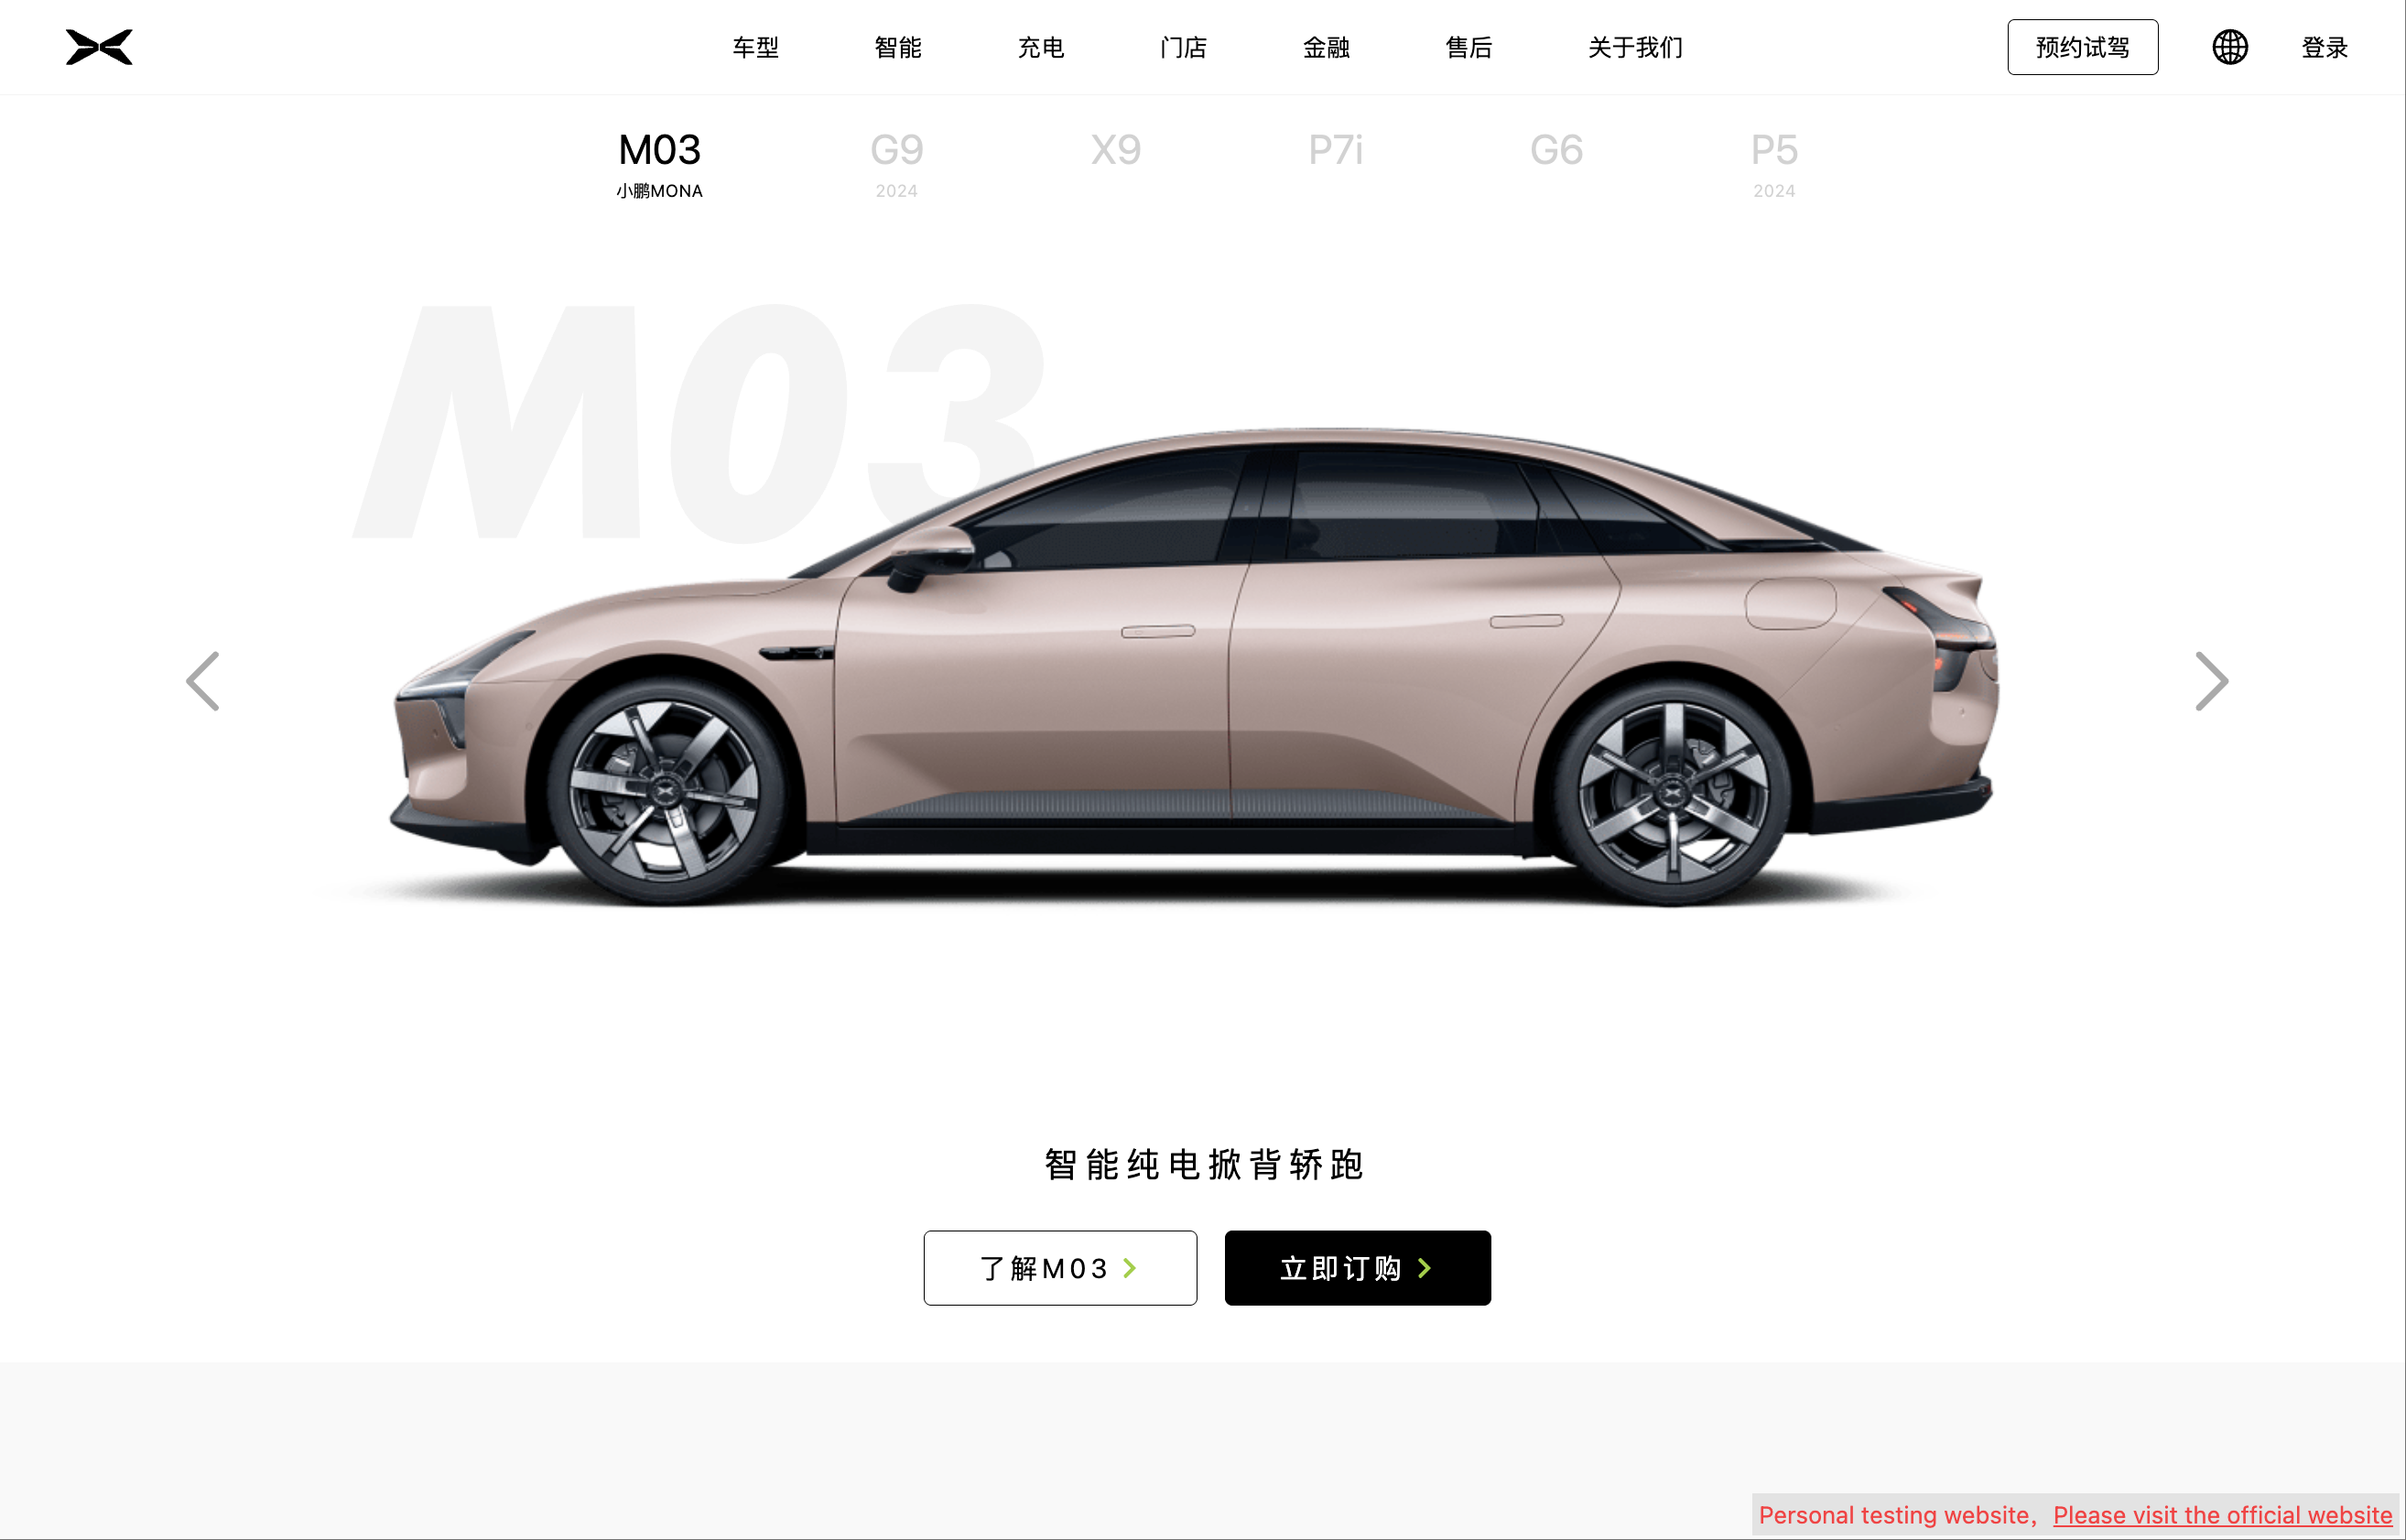 车型 智能 充电 门店 金融 售后 关于我们 预约试驾 登录
M03 G9 X9 P7i G6 P5
小鹏MONA 2024 2024
M03
智能纯电掀背轿跑
了解M03 立即订购
Personal testing website，Please visit the official website